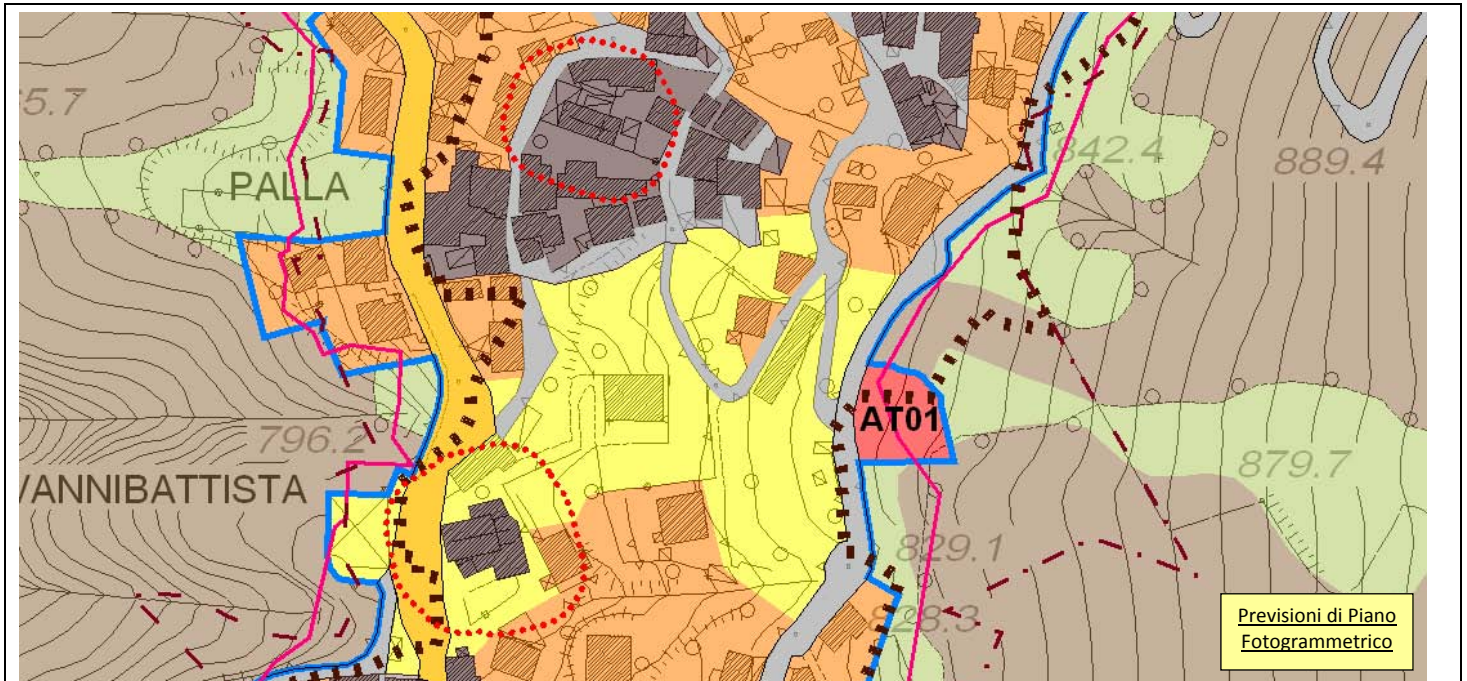 5.7
PALLA
842.4
889.4
AT01
796.2
VANNIBATTISTA
879.7
829.1
828.3
Previsioni di Piano
Fotogrammetrico